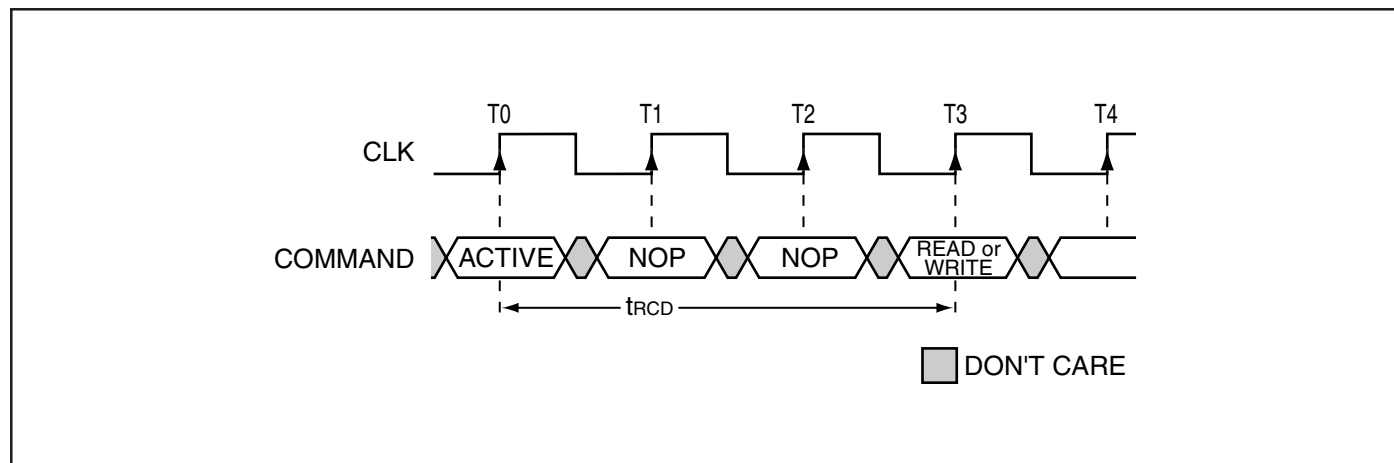 T0 T1 T2 T3 T4
CLK
COMMAND ACTIVE NOP NOP READ or
WRITE
tRCD
DON'T CARE